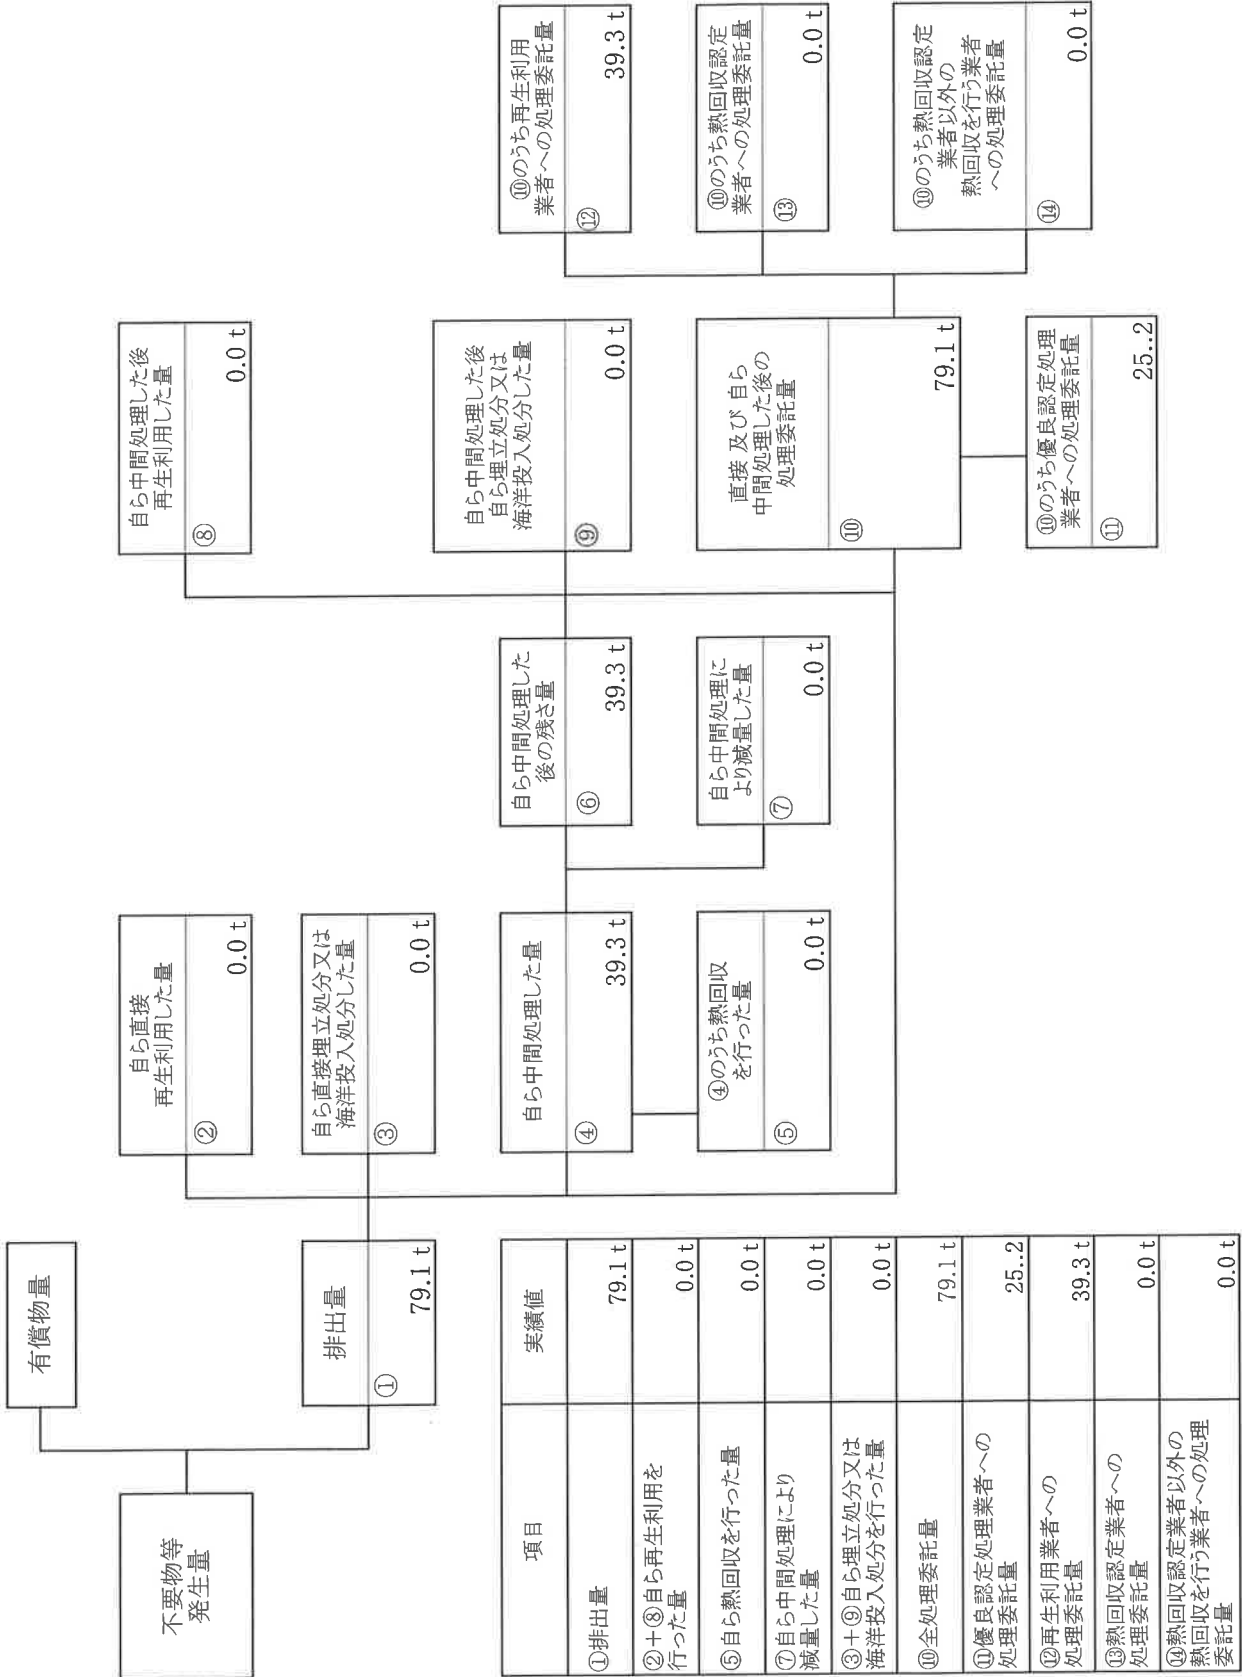 不要物等
発生量
有償物量
排出量
①
79.1 t
自ら直接
再生利用した量
②
0.0 t
自ら直接埋立処分又は
海洋投入処分した量
③
0.0 t
自ら中間処理した量
④
39.3 t
④のうち熱回収
を行った量
⑤
0.0 t
自ら中間処理した
後の残さ量
⑥
39.3 t
自ら中間処理に
より減量した量
⑦
0.0 t
自ら中間処理した後
再生利用した量
⑧
0.0 t
自ら中間処理した後
自ら埋立処分又は
海洋投入処分した量
⑨
0.0 t
直接 及び 自ら
中間処理した後の
処理委託量
⑩
79.1 t
⑩のうち優良認定処理
業者への処理委託量
⑪
25..2
⑩のうち再生利用
業者への処理委託量
⑫
39.3 t
⑩のうち熱回収認定
業者への処理委託量
⑬
0.0 t
⑩のうち熱回収認定
業者以外の
熱回収を行う業者
への処理委託量
⑭
0.0 t
項目 実績値
①排出量 79.1 t
②+⑧自ら再生利用を
行った量 0.0 t
⑤自ら熱回収を行った量 0.0 t
⑦自ら中間処理により
減量した量 0.0 t
③+⑨自ら埋立処分又は
海洋投入処分を行った量 0.0 t
⑩全処理委託量 79.1 t
⑪優良認定処理業者への
処理委託量 25..2
⑫再生利用業者への
処理委託量 39.3 t
⑬熱回収認定業者への
処理委託量 0.0 t
⑭熱回収認定業者以外の
熱回収を行う業者への処理
委託量 0.0 t